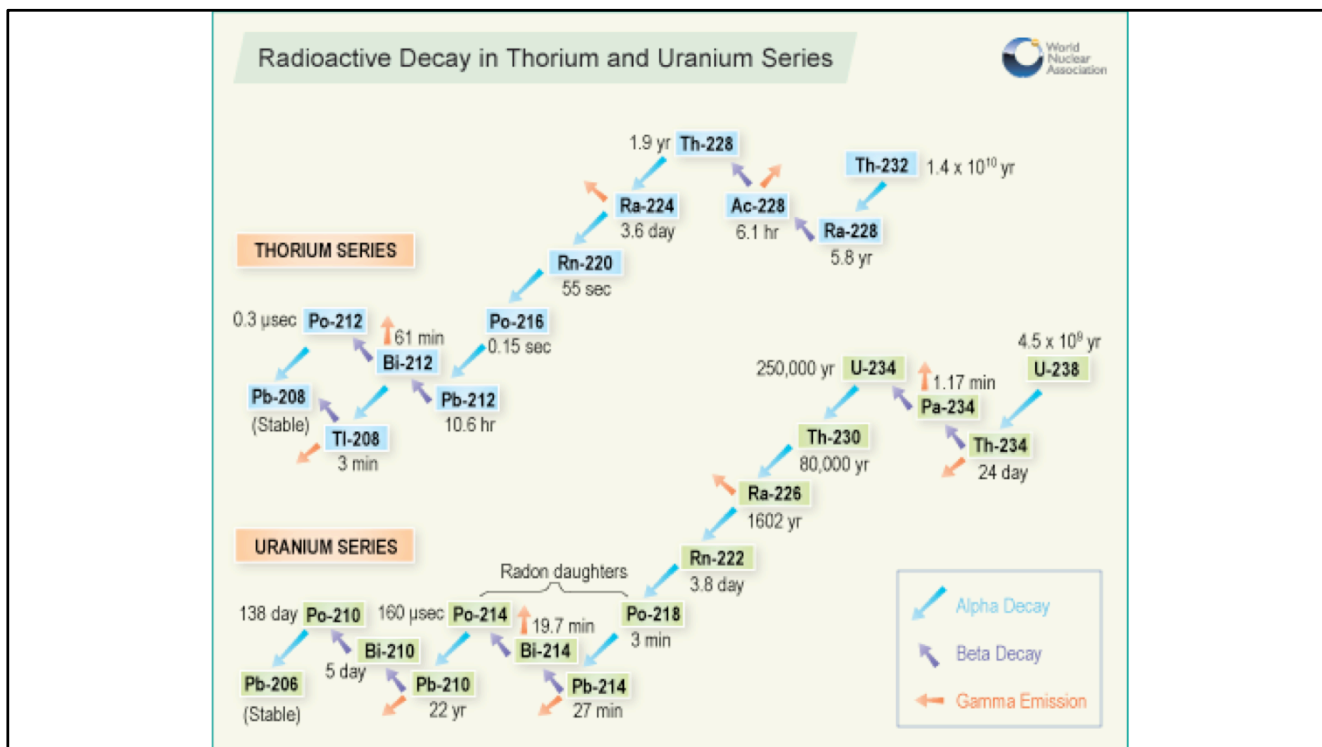 Radioactive Decay in Thorium and Uranium Series
World
Nuclear
Association
1.9 yr Th-228
Th-232 1.4 x 10¹⁰ yr
Ra-224
3.6 day
Ac-228
6.1 hr
Ra-228
5.8 yr
THORIUM SERIES
Rn-220
55 sec
0.3 µsec Po-212
61 min
Bi-212
Po-216
0.15 sec
Pb-208
(Stable)
Pb-212
10.6 hr
Tl-208
3 min
4.5 x 10⁹ yr
U-238
250,000 yr U-234
1.17 min
Pa-234
Th-234
24 day
Th-230
80,000 yr
Ra-226
1602 yr
URANIUM SERIES
Rn-222
3.8 day
Radon daughters
138 day Po-210
160 µsec Po-214
19.7 min
Po-218
3 min
Bi-210
5 day
Bi-214
Pb-206
(Stable)
Pb-210
22 yr
Pb-214
27 min
Alpha Decay
Beta Decay
Gamma Emission